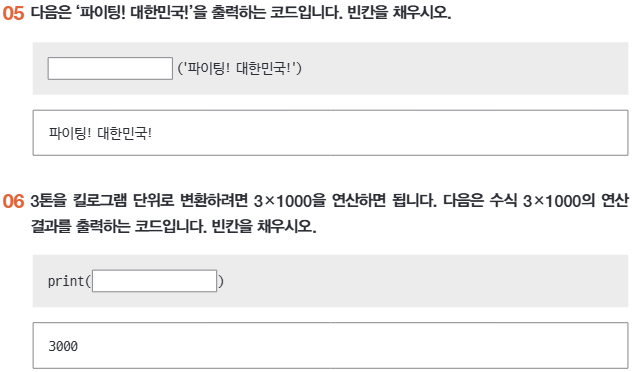 05 다음은 ‘파이팅! 대한민국!’을 출력하는 코드입니다. 빈칸을 채우시오.
('파이팅! 대한민국!')
파이팅! 대한민국!
06 3톤을 킬로그램 단위로 변환하려면 3×1000을 연산하면 됩니다. 다음은 수식 3×1000의 연산
결과를 출력하는 코드입니다. 빈칸을 채우시오.
print( )
3000